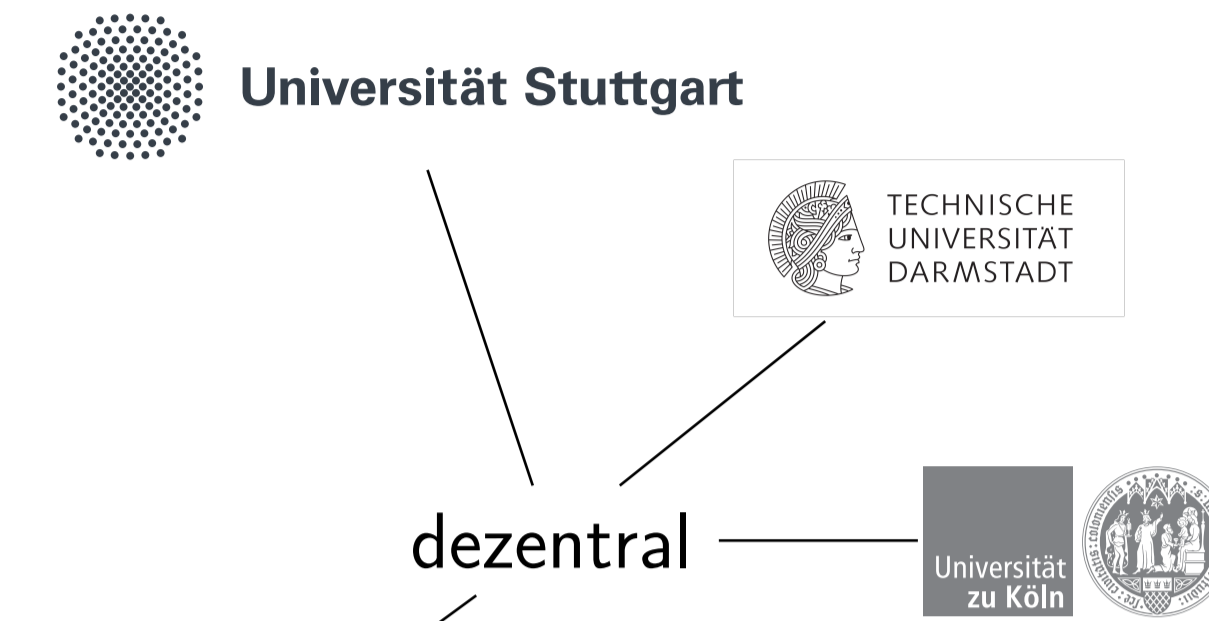 Universität Stuttgart
TECHNISCHE
UNIVERSITÄT
DARMSTADT
dezentral
Universität
zu Köln